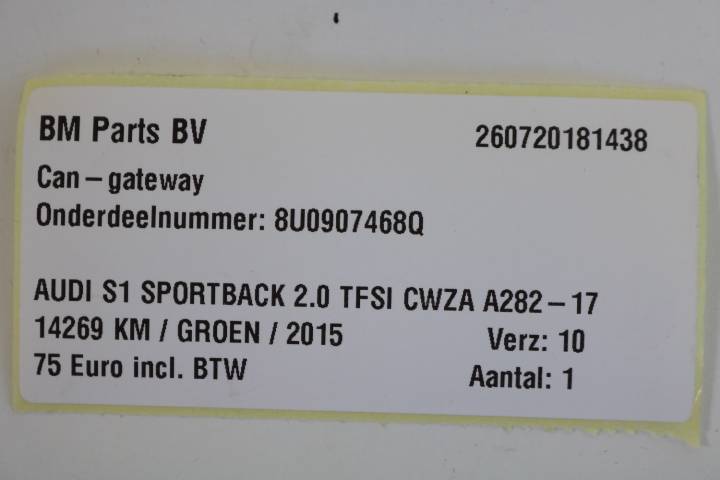 BM Parts BV 260720181438
Can-gateway
Onderdeelnummer: 8U0907468Q
AUDI S1 SPORTBACK 2.0 TFSI CWZA A282-17
14269 KM / GROEN / 2015 Verz: 10
75 Euro incl. BTW Aantal: 1